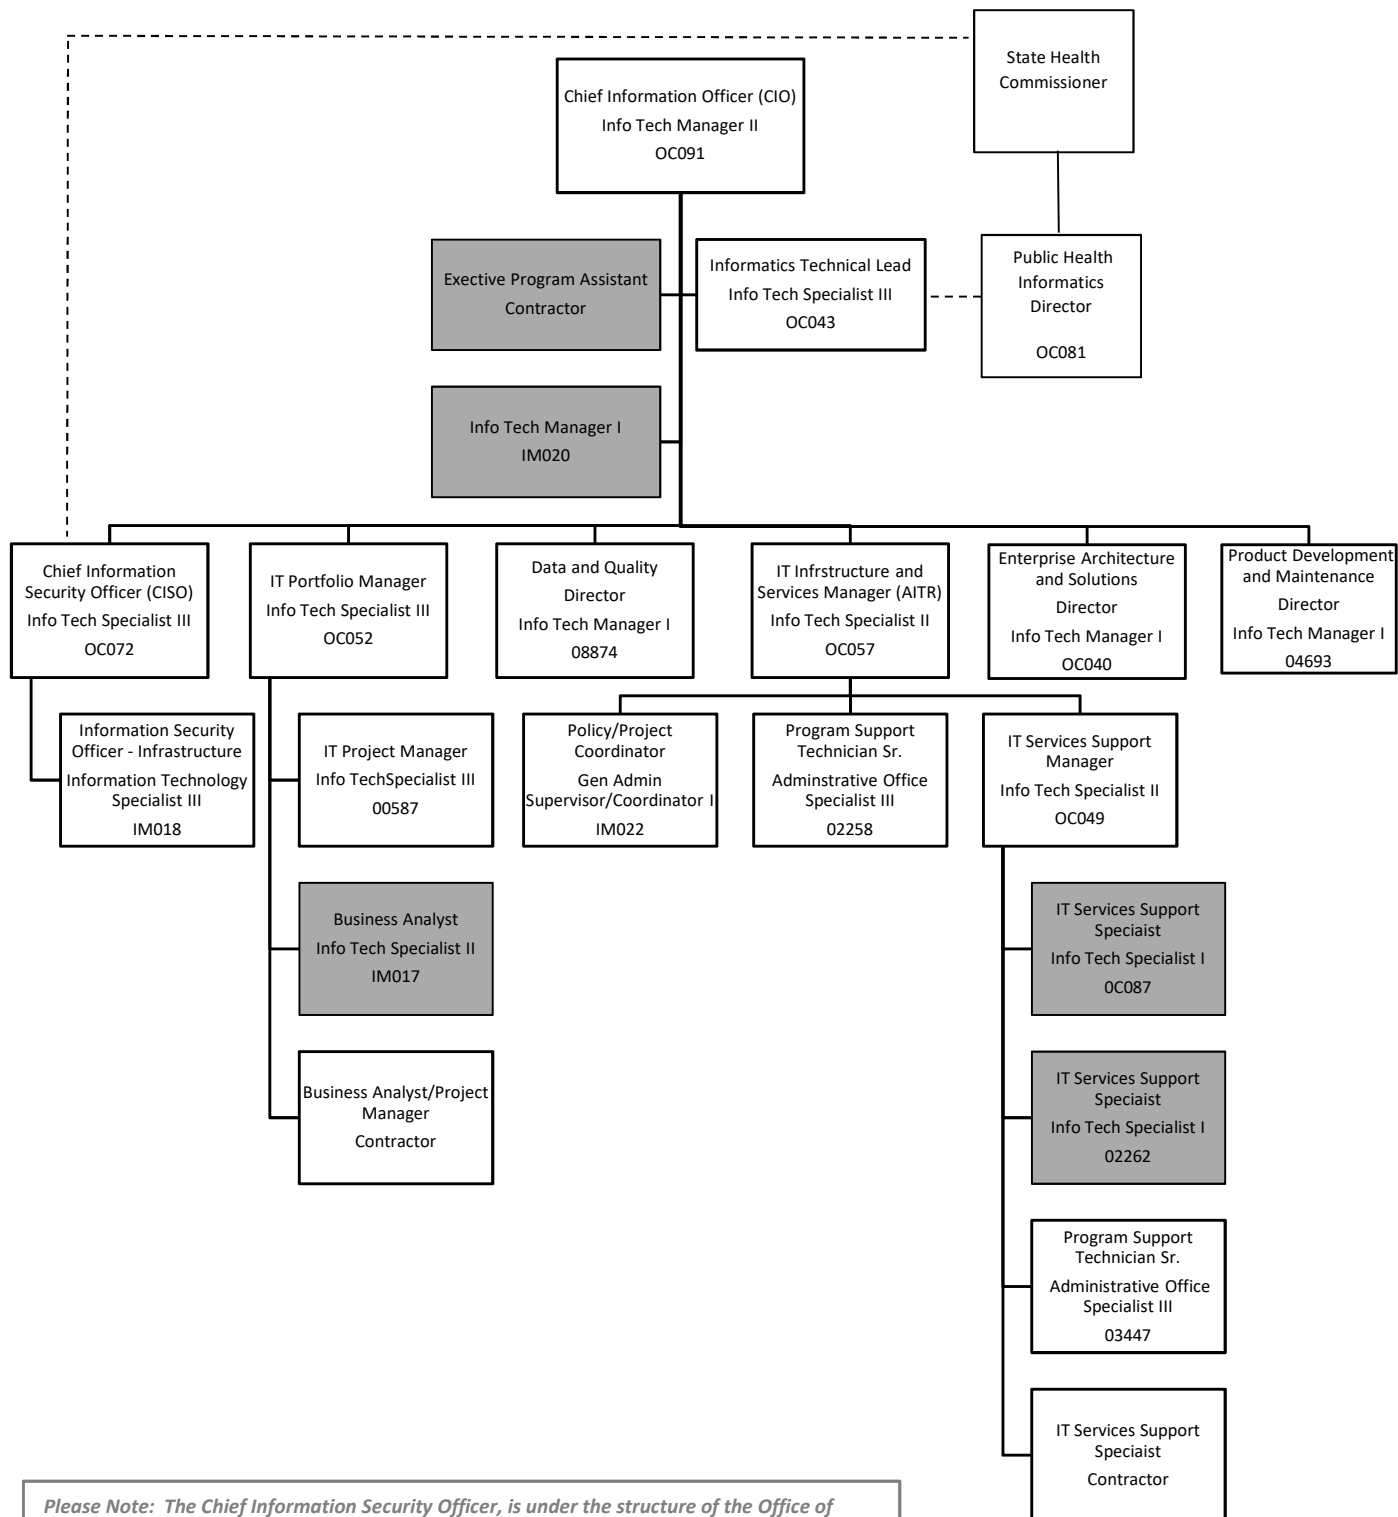 State Health
Commissioner
Chief Information Officer (CIO)
Info Tech Manager II
OC091
Exective Program Assistant
Contractor
Informatics Technical Lead
Info Tech Specialist III
OC043
Public Health
Informatics
Director
OC081
Info Tech Manager I
IM020
Chief Information
Security Officer (CISO)
Info Tech Specialist III
OC072
IT Portfolio Manager
Info Tech Specialist III
OC052
Data and Quality
Director
Info Tech Manager I
08874
IT Infrstructure and
Services Manager (AITR)
Info Tech Specialist II
OC057
Enterprise Architecture
and Solutions
Director
Info Tech Manager I
OC040
Product Development
and Maintenance
Director
Info Tech Manager I
04693
Information Security
Officer - Infrastructure
Information Technology
Specialist III
IM018
IT Project Manager
Info TechSpecialist III
00587
Policy/Project
Coordinator
Gen Admin
Supervisor/Coordinator I
IM022
Program Support
Technician Sr.
Adminstrative Office
Specialist III
02258
IT Services Support
Manager
Info Tech Specialist II
OC049
Business Analyst
Info Tech Specialist II
IM017
IT Services Support
Speciaist
Info Tech Specialist I
0C087
Business Analyst/Project
Manager
Contractor
IT Services Support
Speciaist
Info Tech Specialist I
02262
Program Support
Technician Sr.
Administrative Office
Specialist III
03447
IT Services Support
Speciaist
Contractor
Please Note:  The Chief Information Security Officer, is under the structure of the Office of